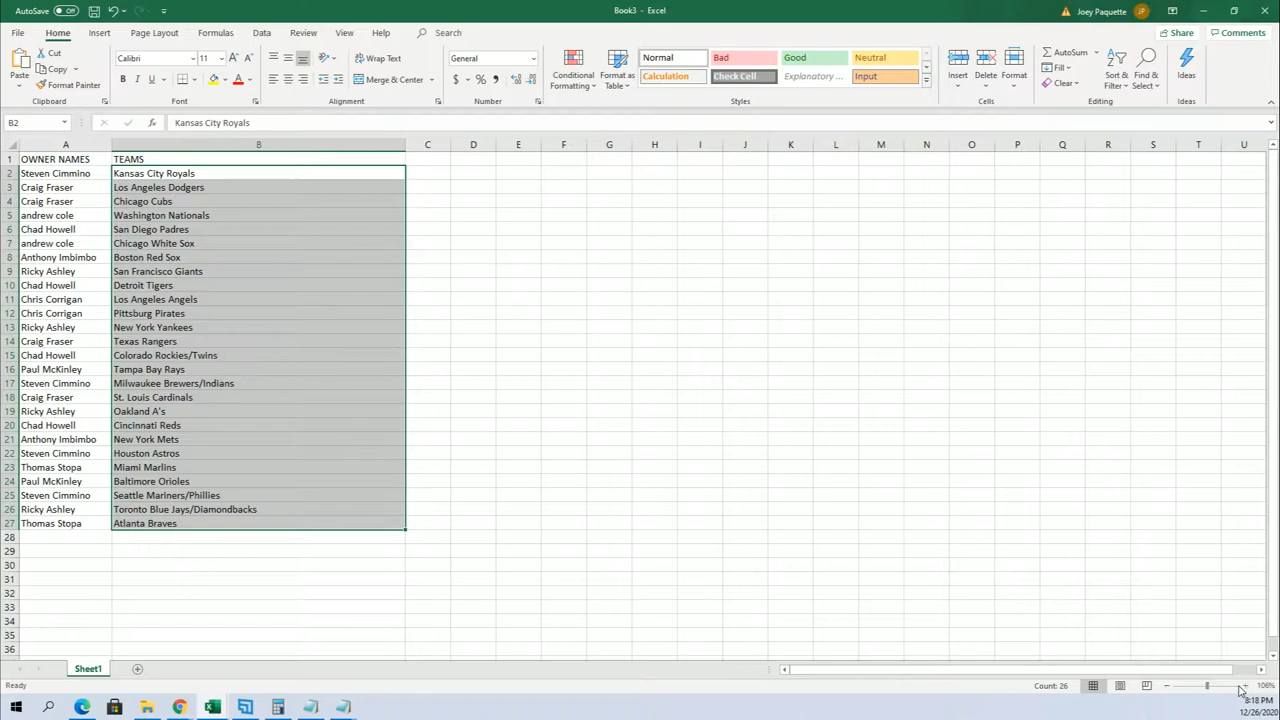 AutoSave Off Book3 - Excel Joey Paquette JP
File Home Insert Page Layout Formulas Data Review View Help Search Share Comments
Paste Cut Copy Format Painter Clipboard
Calibri 11 A A B I U A Font
Wrap Text Merge & Center Alignment
General $ % Number
Conditional Formatting Format as Table
Normal Bad Good Neutral
Calculation Check Cell Explanatory ... Input
Styles
Insert Delete Format Cells
AutoSum Fill Clear Sort & Filter Find & Select Editing
Ideas Ideas
B2 fx Kansas City Royals
A B C D E F G H I J K L M N O P Q R S T U
1 OWNER NAMES TEAMS
2 Steven Cimmino Kansas City Royals
3 Craig Fraser Los Angeles Dodgers
4 Craig Fraser Chicago Cubs
5 andrew cole Washington Nationals
6 Chad Howell San Diego Padres
7 andrew cole Chicago White Sox
8 Anthony Imbimbo Boston Red Sox
9 Ricky Ashley San Francisco Giants
10 Chad Howell Detroit Tigers
11 Chris Corrigan Los Angeles Angels
12 Chris Corrigan Pittsburg Pirates
13 Ricky Ashley New York Yankees
14 Craig Fraser Texas Rangers
15 Chad Howell Colorado Rockies/Twins
16 Paul McKinley Tampa Bay Rays
17 Steven Cimmino Milwaukee Brewers/Indians
18 Craig Fraser St. Louis Cardinals
19 Ricky Ashley Oakland A's
20 Chad Howell Cincinnati Reds
21 Anthony Imbimbo New York Mets
22 Steven Cimmino Houston Astros
23 Thomas Stopa Miami Marlins
24 Paul McKinley Baltimore Orioles
25 Steven Cimmino Seattle Mariners/Phillies
26 Ricky Ashley Toronto Blue Jays/Diamondbacks
27 Thomas Stopa Atlanta Braves
28
29
30
31
32
33
34
35
36
Sheet1
Ready Count: 26 106%
8:18 PM
12/26/2020